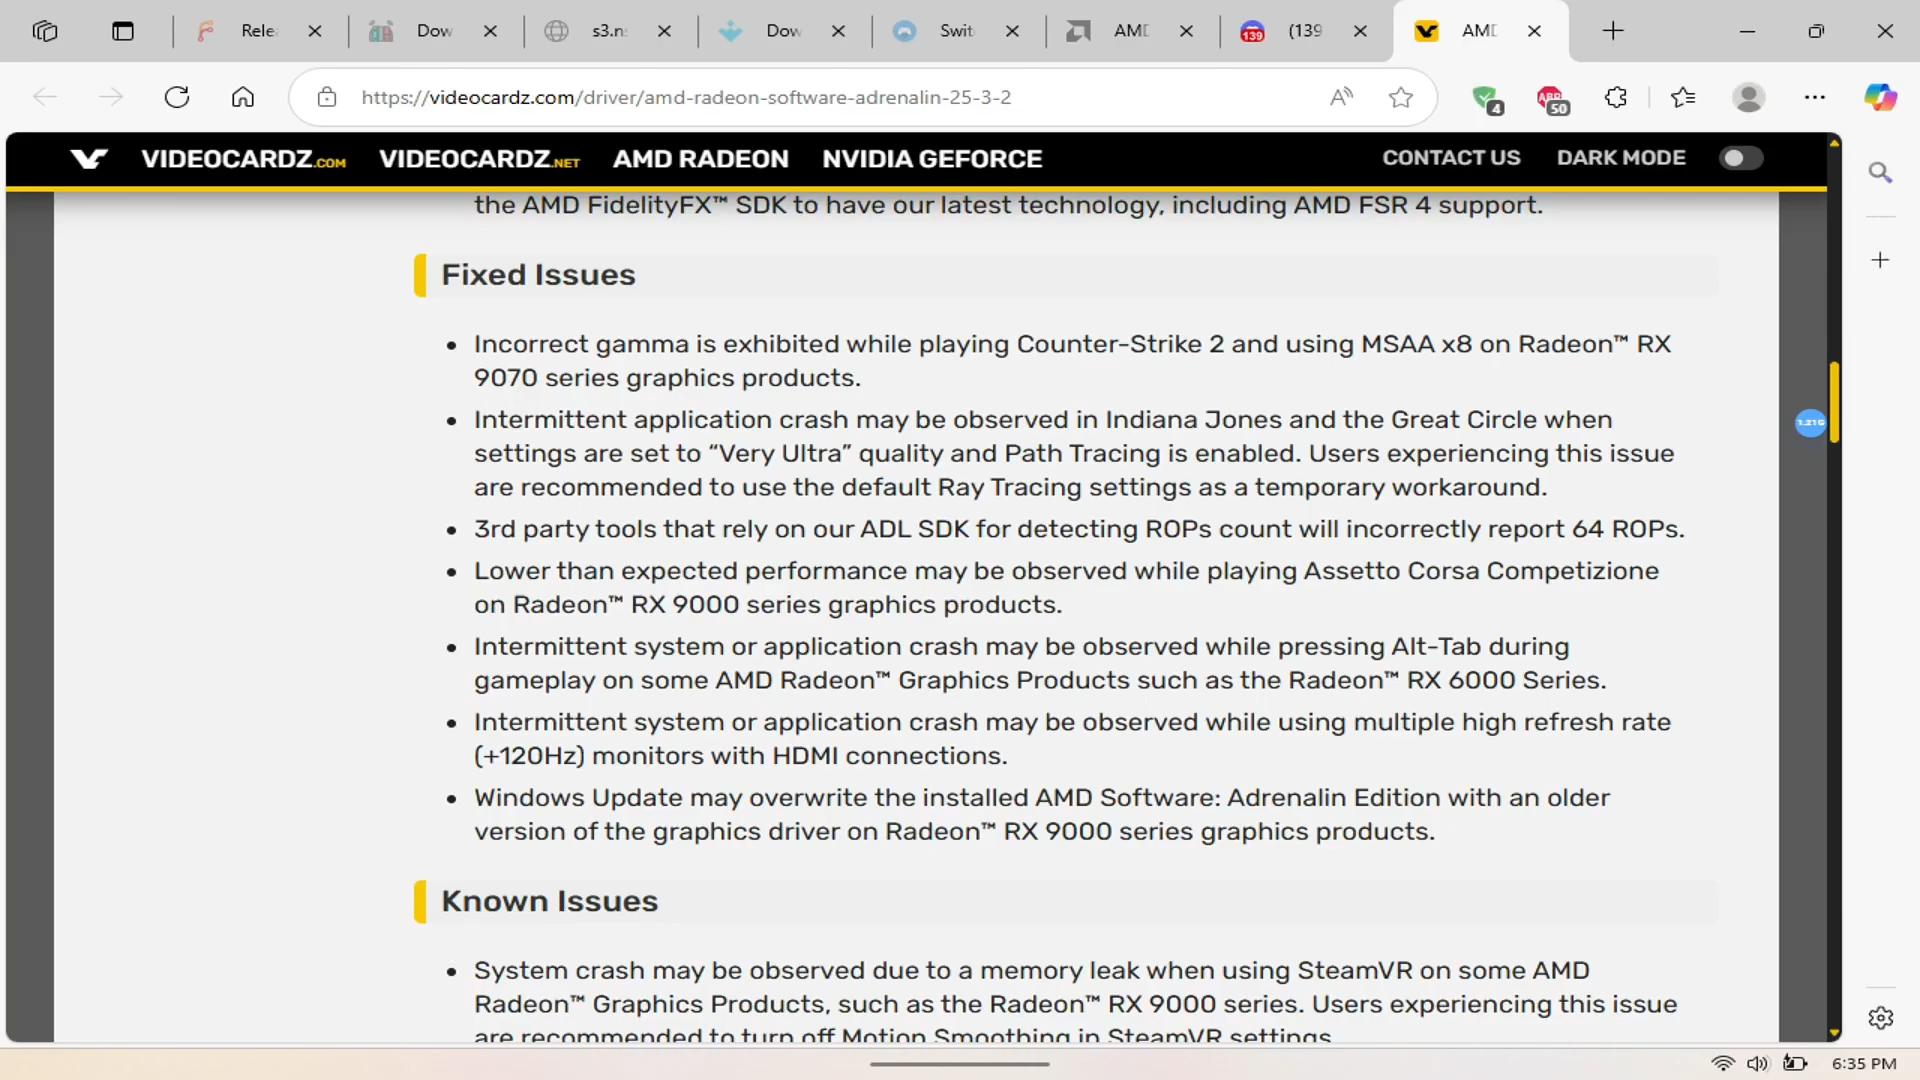 Rele
Dow
s3.n
Dow
Swit
AMD
139
(139
AMD
https://videocardz.com/driver/amd-radeon-software-adrenalin-25-3-2
4
ABP
50
VIDEOCARDZ.COM
VIDEOCARDZ.NET
AMD RADEON
NVIDIA GEFORCE
CONTACT US
DARK MODE
the AMD FidelityFX™ SDK to have our latest technology, including AMD FSR 4 support.
Fixed Issues
• Incorrect gamma is exhibited while playing Counter-Strike 2 and using MSAA x8 on Radeon™ RX
9070 series graphics products.
• Intermittent application crash may be observed in Indiana Jones and the Great Circle when
settings are set to “Very Ultra” quality and Path Tracing is enabled. Users experiencing this issue
are recommended to use the default Ray Tracing settings as a temporary workaround.
• 3rd party tools that rely on our ADL SDK for detecting ROPs count will incorrectly report 64 ROPs.
• Lower than expected performance may be observed while playing Assetto Corsa Competizione
on Radeon™ RX 9000 series graphics products.
• Intermittent system or application crash may be observed while pressing Alt-Tab during
gameplay on some AMD Radeon™ Graphics Products such as the Radeon™ RX 6000 Series.
• Intermittent system or application crash may be observed while using multiple high refresh rate
(+120Hz) monitors with HDMI connections.
• Windows Update may overwrite the installed AMD Software: Adrenalin Edition with an older
version of the graphics driver on Radeon™ RX 9000 series graphics products.
1.21G
Known Issues
• System crash may be observed due to a memory leak when using SteamVR on some AMD
Radeon™ Graphics Products, such as the Radeon™ RX 9000 series. Users experiencing this issue
are recommended to turn off Motion Smoothing in SteamVR settings.
6:35 PM